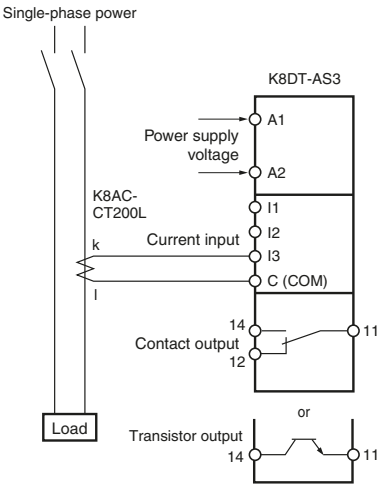 Single-phase power
K8DT-AS3
A1
Power supply
voltage
A2
K8AC-
CT200L
I1
I2
k
Current input
I3
l
C (COM)
14
11
Contact output
12
or
Load
Transistor output
14
11